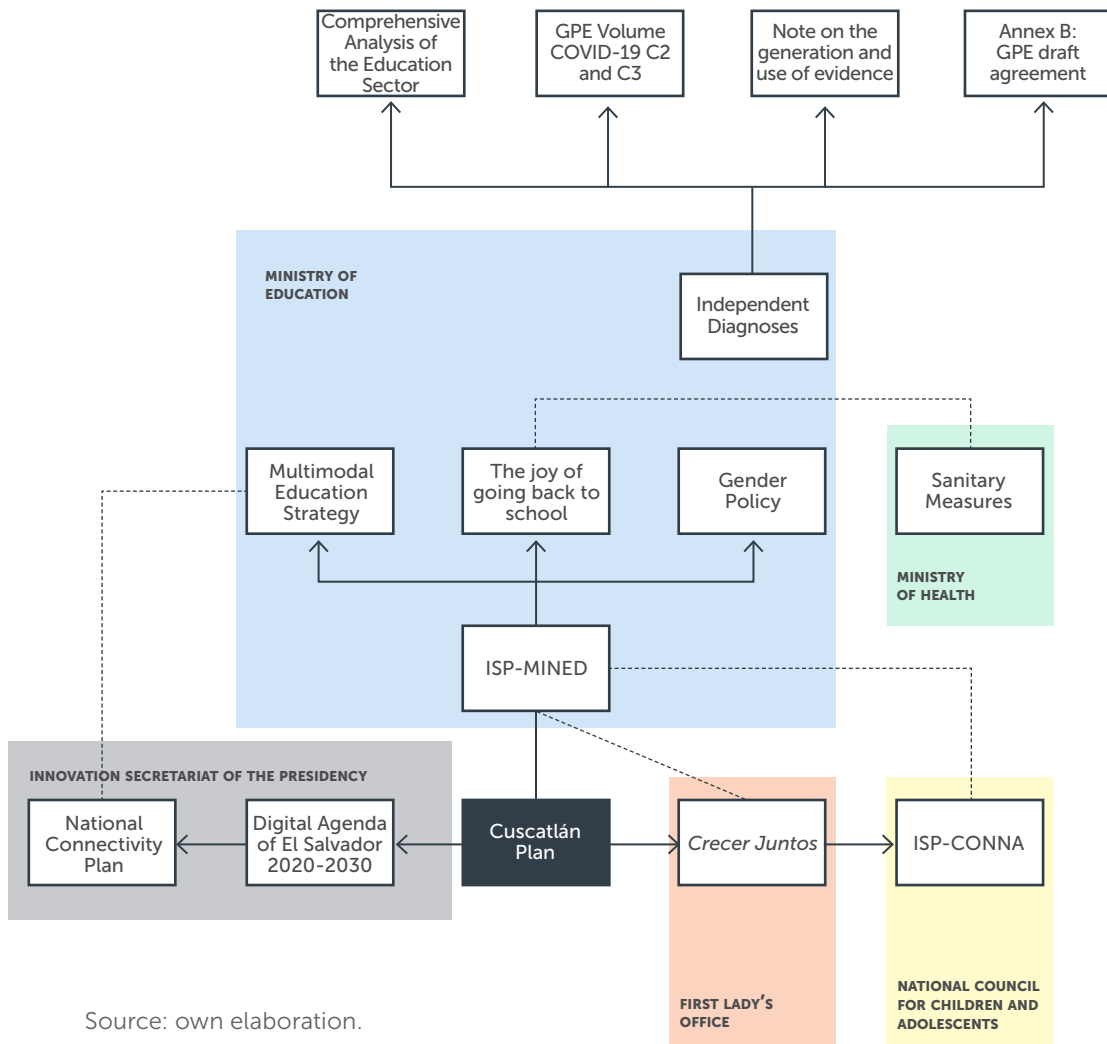 Comprehensive
Analysis of
the Education
Sector
GPE Volume
COVID-19 C2
and C3
Note on the
generation and
use of evidence
Annex B:
GPE draft
agreement
MINISTRY OF
EDUCATION
Independent
Diagnoses
Multimodal
Education
Strategy
The joy of
going back to
school
Gender
Policy
Sanitary
Measures
MINISTRY
OF HEALTH
ISP-MINED
INNOVATION SECRETARIAT OF THE PRESIDENCY
National
Connectivity
Plan
Digital Agenda
of El Salvador
2020-2030
Cuscatlán
Plan
Crecer Juntos
ISP-CONNA
FIRST LADY'S
OFFICE
NATIONAL COUNCIL
FOR CHILDREN AND
ADOLESCENTS
Source: own elaboration.